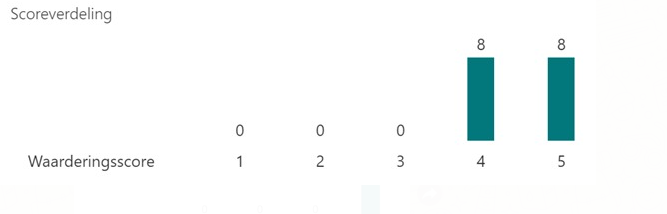 Scoreverdeling
8 8
0 0 0
Waarderingsscore 1 2 3 4 5